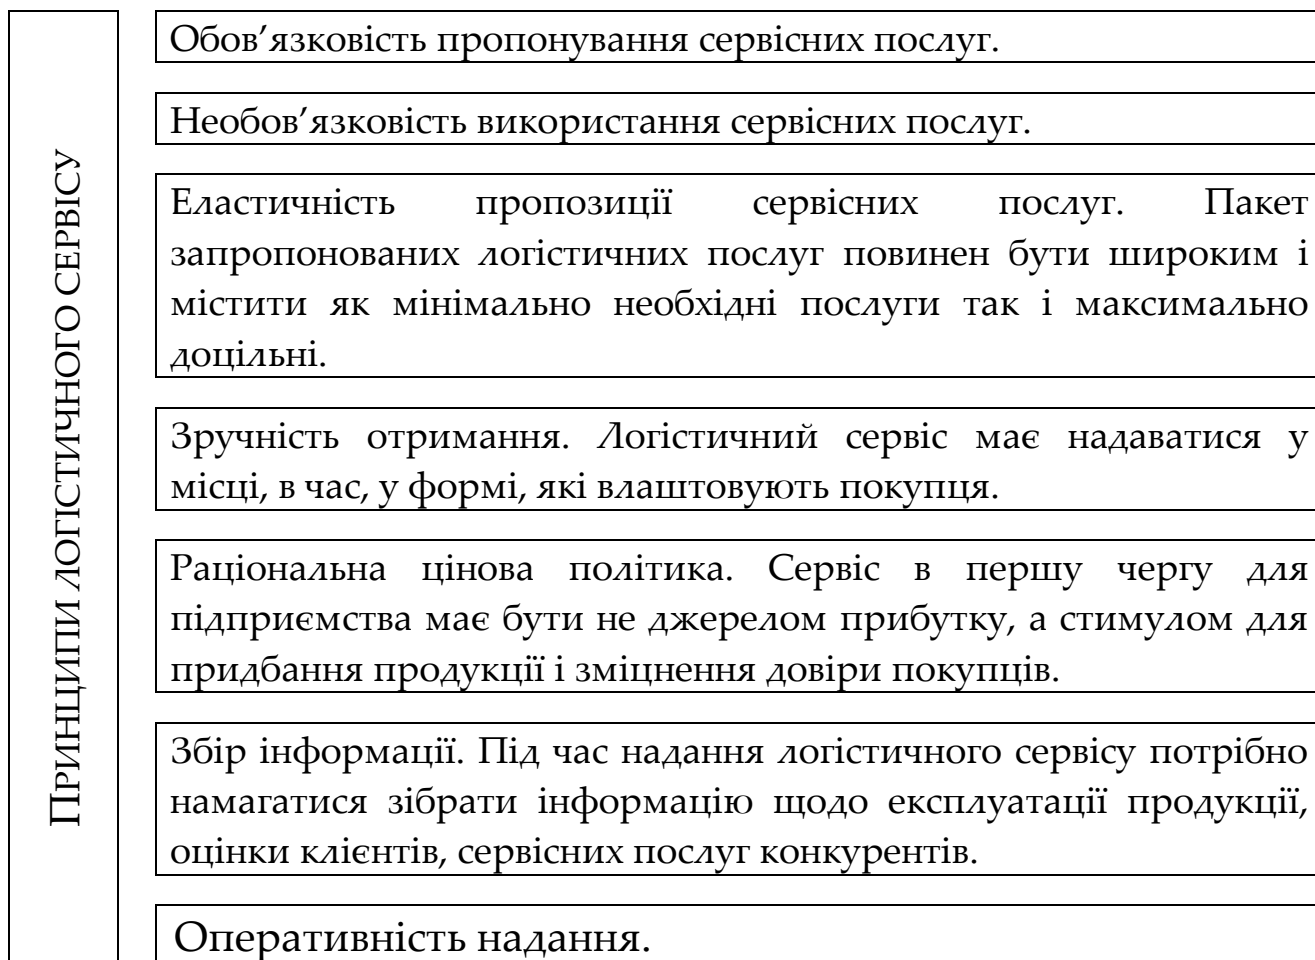 ПРИНЦИПИ ЛОГІСТИЧНОГО СЕРВІСУ
Обов’язковість пропонування сервісних послуг.
Необов’язковість використання сервісних послуг.
Еластичність пропозиції сервісних послуг. Пакет
запропонованих логістичних послуг повинен бути широким і
містити як мінімально необхідні послуги так і максимально
доцільні.
Зручність отримання. Логістичний сервіс має надаватися у
місці, в час, у формі, які влаштовують покупця.
Раціональна цінова політика. Сервіс в першу чергу для
підприємства має бути не джерелом прибутку, а стимулом для
придбання продукції і зміцнення довіри покупців.
Збір інформації. Під час надання логістичного сервісу потрібно
намагатися зібрати інформацію щодо експлуатації продукції,
оцінки клієнтів, сервісних послуг конкурентів.
Оперативність надання.